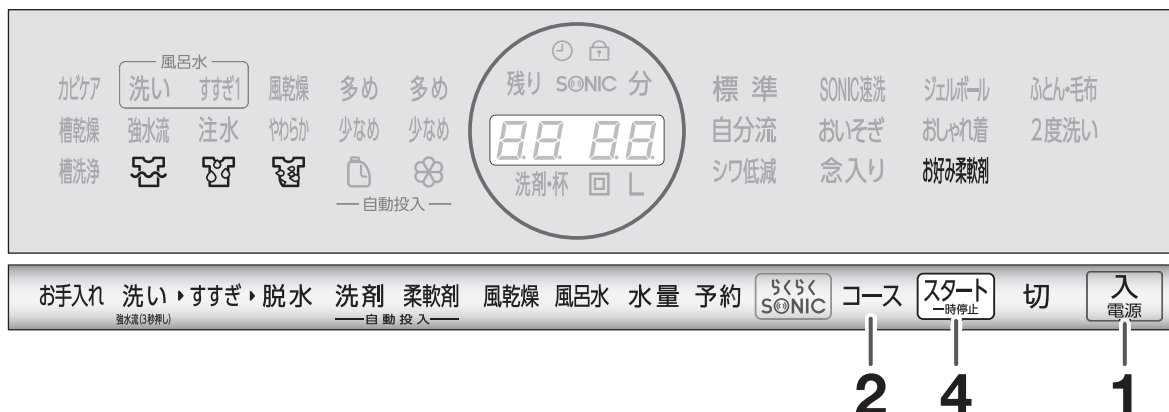 風呂水
カビケア 洗い すすぎ1 風乾燥 多め 多め 残り SONIC 分 標準 SONIC速洗 ジェルボール ふとん・毛布
槽乾燥 強水流 注水 やわらか 少なめ 少なめ 88 88 自分流 おいそぎ おしゃれ着 2度洗い
槽洗浄 自動投入 洗剤・杯 回 L シワ低減 念入り お好み柔軟剤
お手入れ 洗い すすぎ 脱水 洗剤 柔軟剤 風乾燥 風呂水 水量 予約 らくらく SONIC コース スタート 切 入
強水流(3秒押し) 自動投入 一時停止 電源
2 4 1